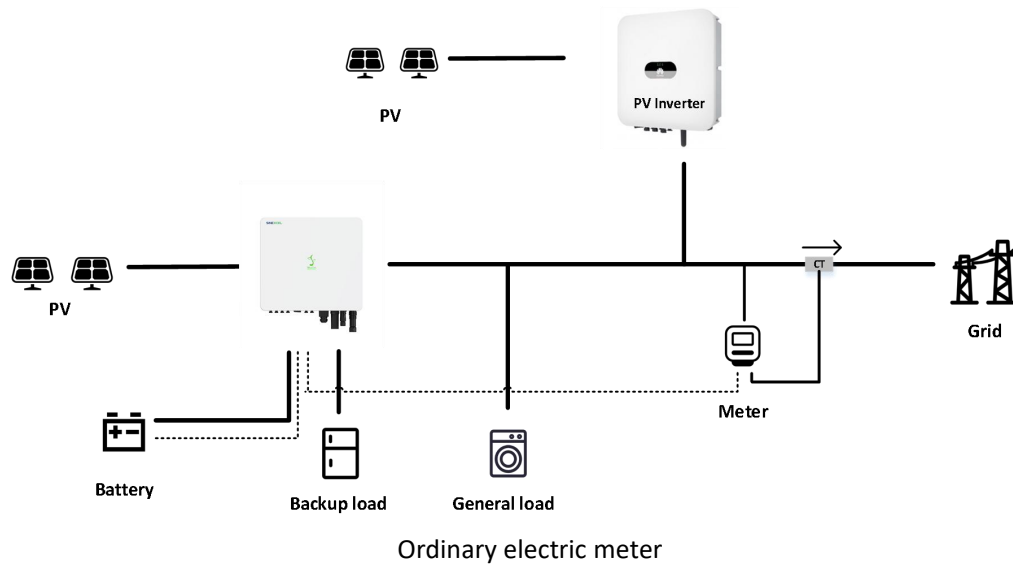 PV
PV Inverter
CT
PV
Grid
Meter
Battery
Backup load
General load
Ordinary electric meter